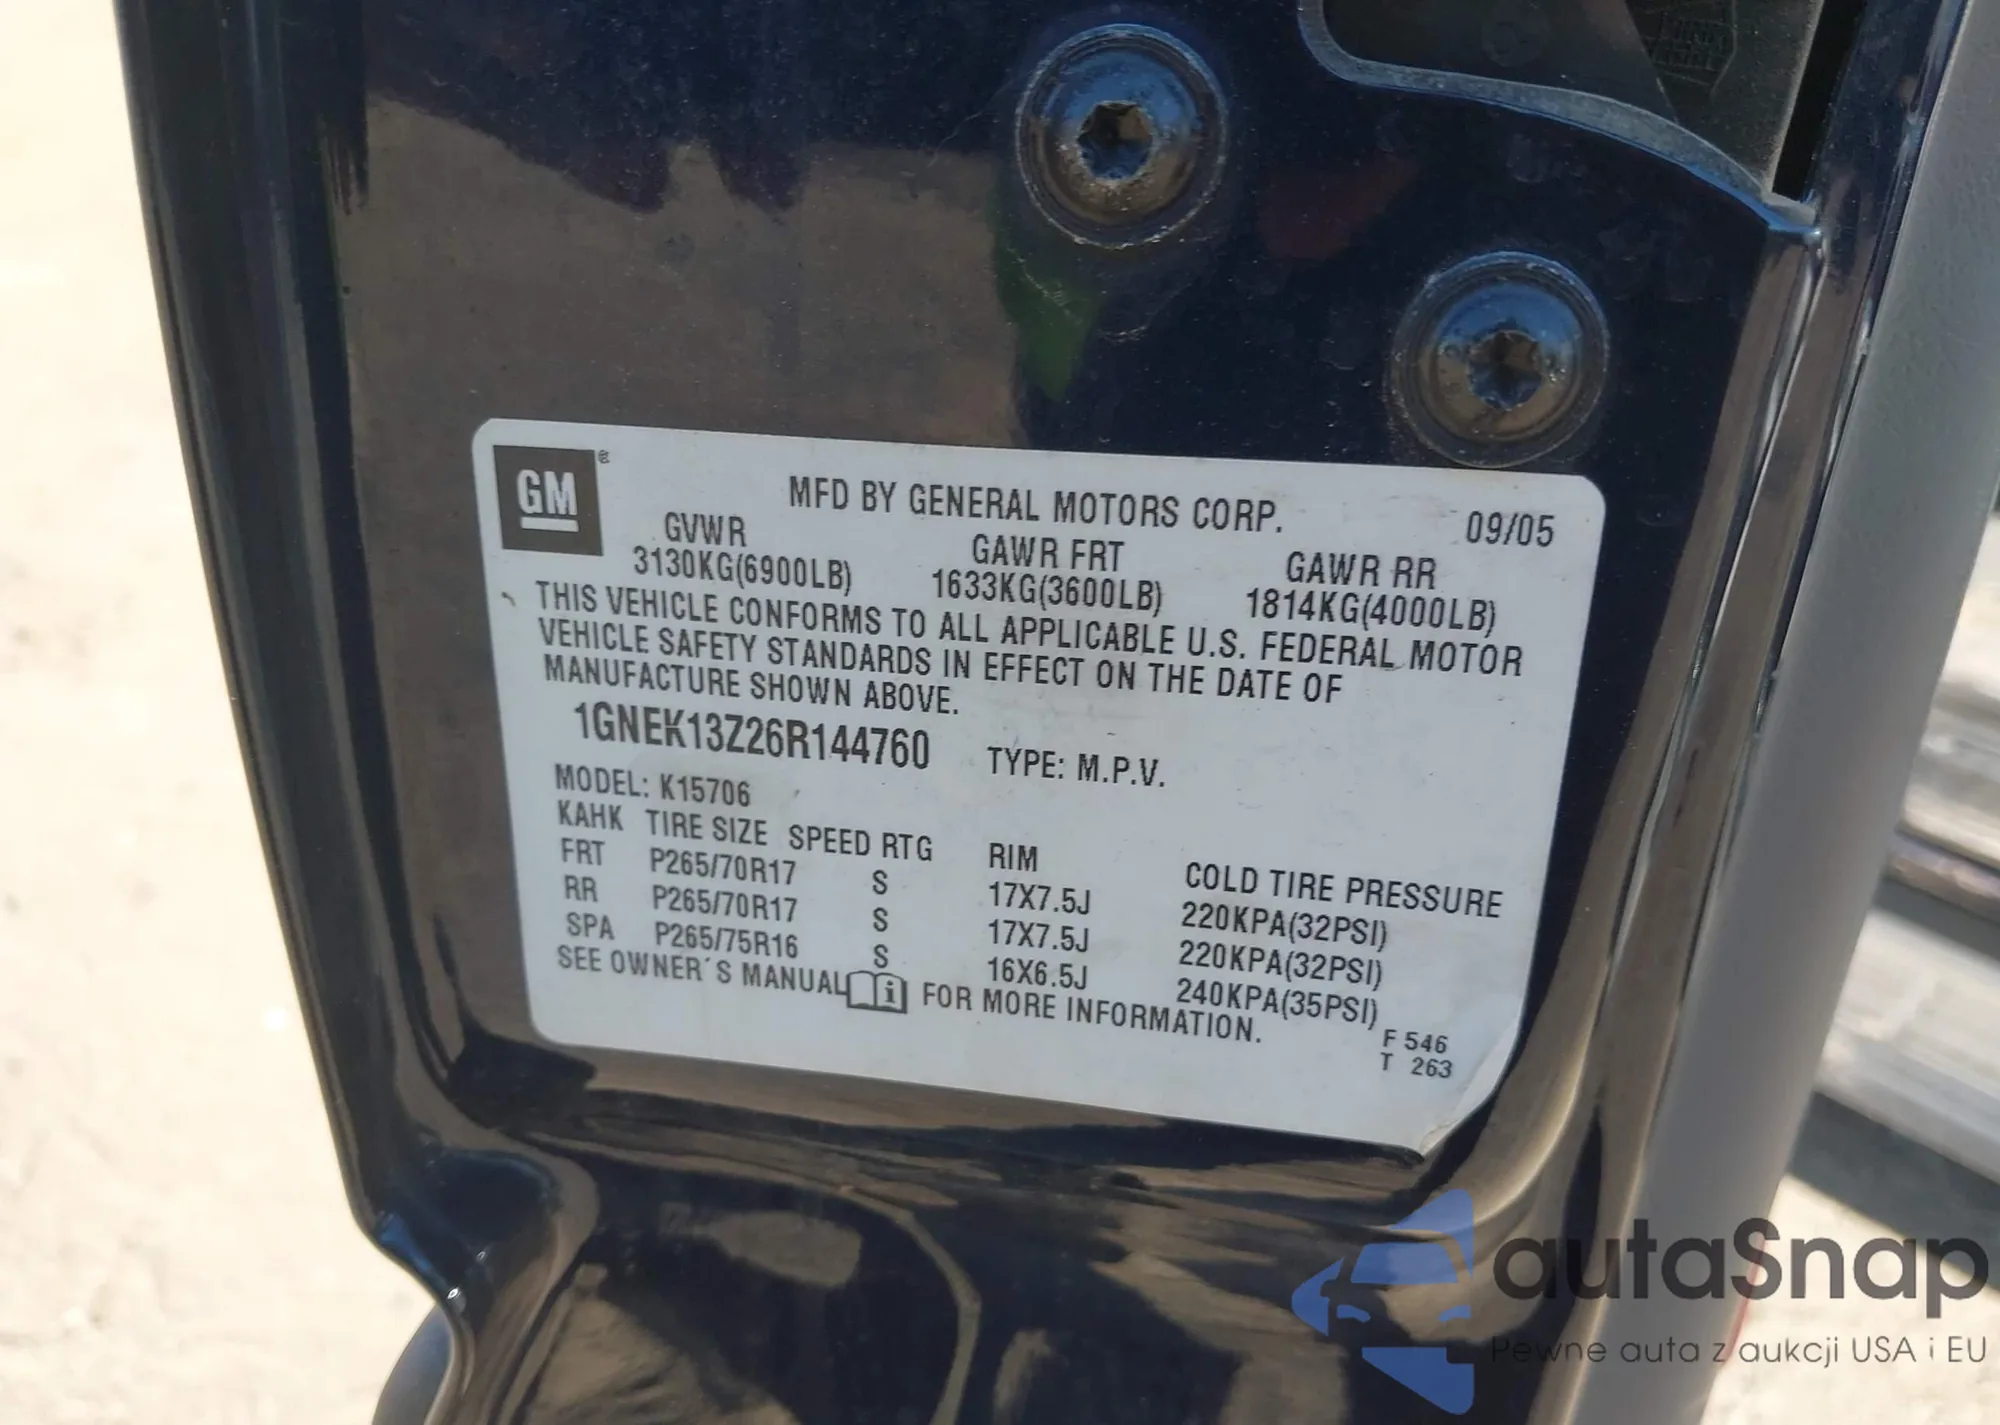 GM®
MFD BY GENERAL MOTORS CORP. 09/05
GVWR GAWR FRT GAWR RR
3130KG(6900LB) 1633KG(3600LB) 1814KG(4000LB)
THIS VEHICLE CONFORMS TO ALL APPLICABLE U.S. FEDERAL MOTOR
VEHICLE SAFETY STANDARDS IN EFFECT ON THE DATE OF
MANUFACTURE SHOWN ABOVE.
1GNEK13Z26R144760 TYPE: M.P.V.
MODEL: K15706
KAHK TIRE SIZE SPEED RTG RIM COLD TIRE PRESSURE
FRT P265/70R17 S 17X7.5J 220KPA(32PSI)
RR P265/70R17 S 17X7.5J 220KPA(32PSI)
SPA P265/75R16 S 16X6.5J 240KPA(35PSI)
SEE OWNER´S MANUAL FOR MORE INFORMATION.
F 546
T 263
autaSnap
Pewne auta z aukcji USA i EU